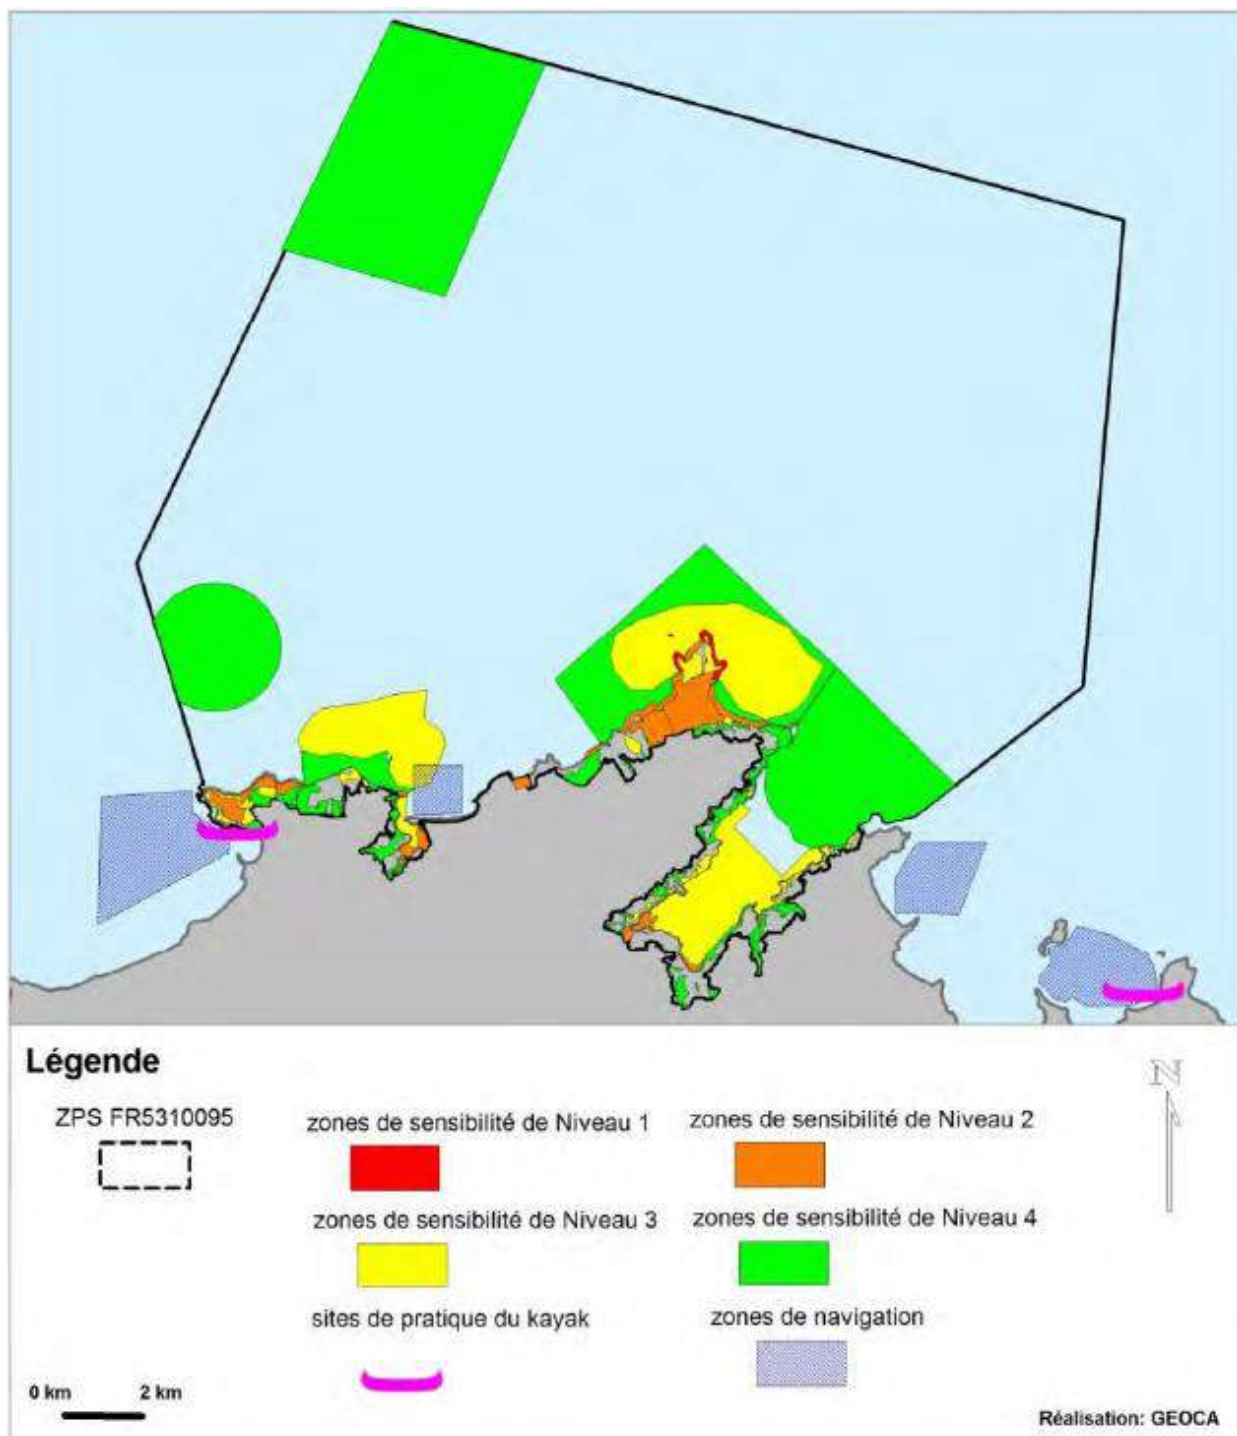 Légende
N
ZPS FR5310095
zones de sensibilité de Niveau 1
zones de sensibilité de Niveau 2
zones de sensibilité de Niveau 3
zones de sensibilité de Niveau 4
sites de pratique du kayak
zones de navigation
0 km 2 km
Réalisation: GEOCA